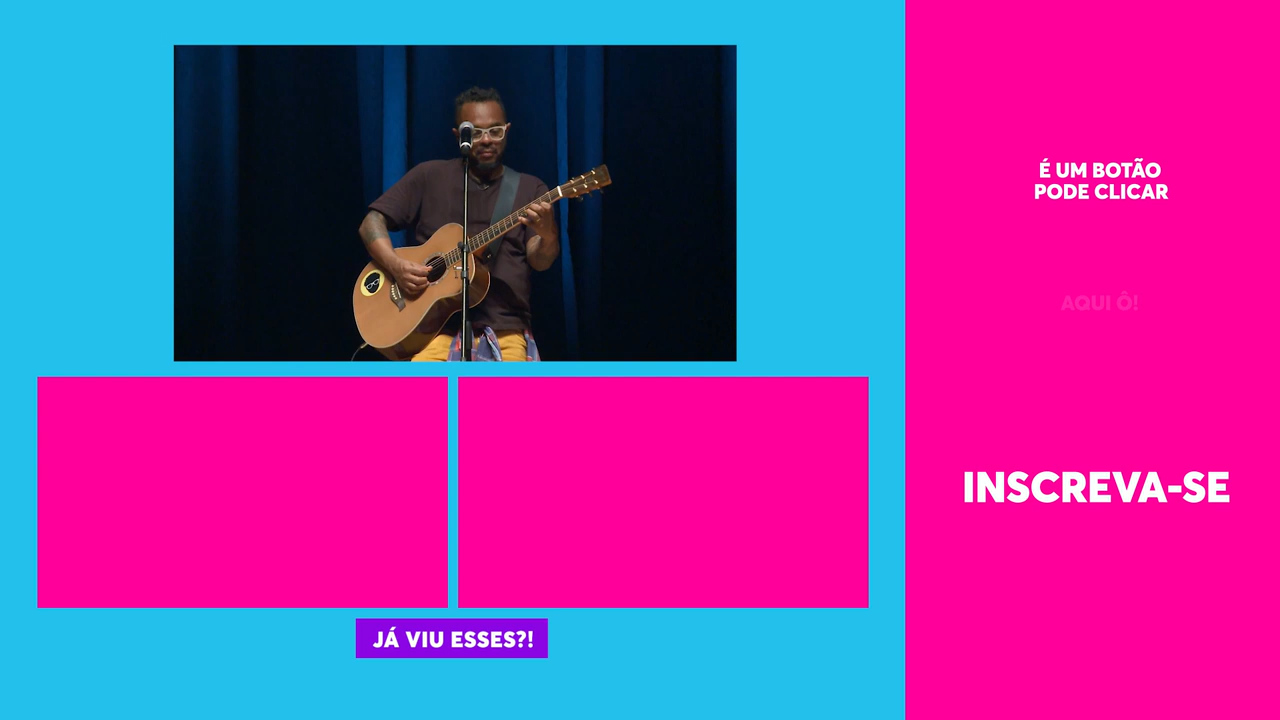 É UM BOTÃO
PODE CLICAR
AQUI Ô!
INSCREVA-SE
JÁ VIU ESSES?!